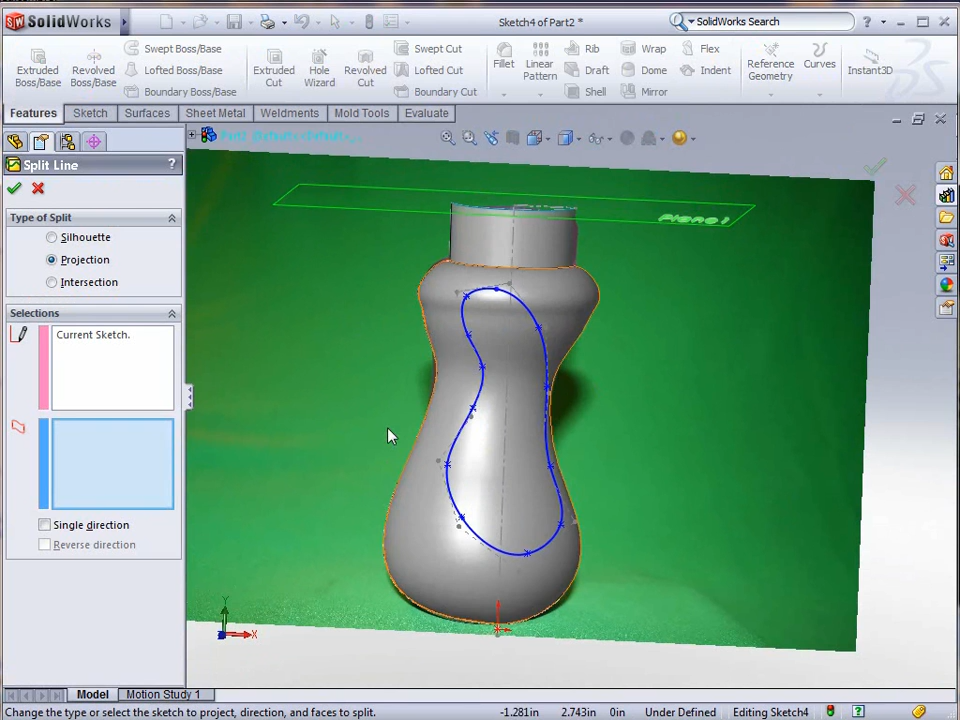 SolidWorks
Sketch4 of Part2 *
SolidWorks Search
?
Extruded Boss/Base
Revolved Boss/Base
Swept Boss/Base
Lofted Boss/Base
Boundary Boss/Base
Extruded Cut
Hole Wizard
Revolved Cut
Swept Cut
Lofted Cut
Boundary Cut
Fillet
Linear Pattern
Rib
Draft
Shell
Wrap
Dome
Mirror
Flex
Indent
Reference Geometry
Curves
Instant3D
Features
Sketch
Surfaces
Sheet Metal
Weldments
Mold Tools
Evaluate
Part2 (Default<<Default>...
Split Line
?
Type of Split
Silhouette
Projection
Intersection
Selections
Current Sketch.
Single direction
Reverse direction
Piano1
Y
X
Model
Motion Study 1
Change the type or select the sketch to project, direction, and faces to split.
-1.281in
2.743in
0in
Under Defined
Editing Sketch4
?